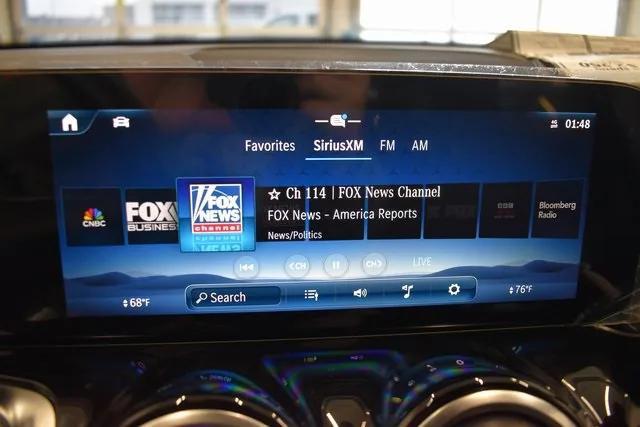 01:48
Favorites SiriusXM FM AM
CNBC
FOX
BUSINESS
FOX
NEWS
channel
Ch 114 | FOX News Channel
FOX News - America Reports
News/Politics
Bloomberg
Radio
CH CH LIVE
68°F
Search
76°F